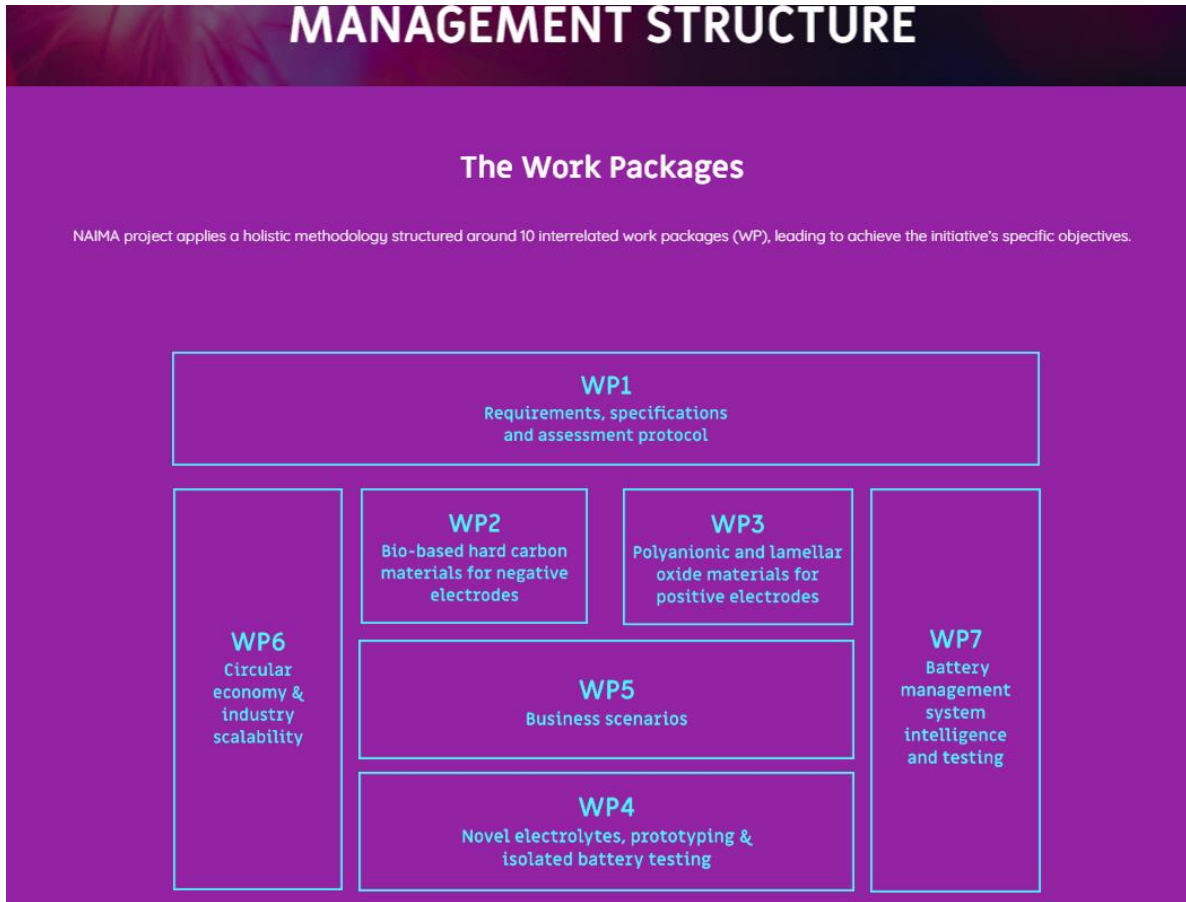 MANAGEMENT STRUCTURE
The Work Packages
NAIMA project applies a holistic methodology structured around 10 interrelated work packages (WP), leading to achieve the initiative's specific objectives.
WP1
Requirements, specifications
and assessment protocol
WP2
Bio-based hard carbon
materials for negative
electrodes
WP3
Polyanionic and lamellar
oxide materials for
positive electrodes
WP6
Circular
economy &
industry
scalability
WP5
Business scenarios
WP7
Battery
management
system
intelligence
and testing
WP4
Novel electrolytes, prototyping &
isolated battery testing